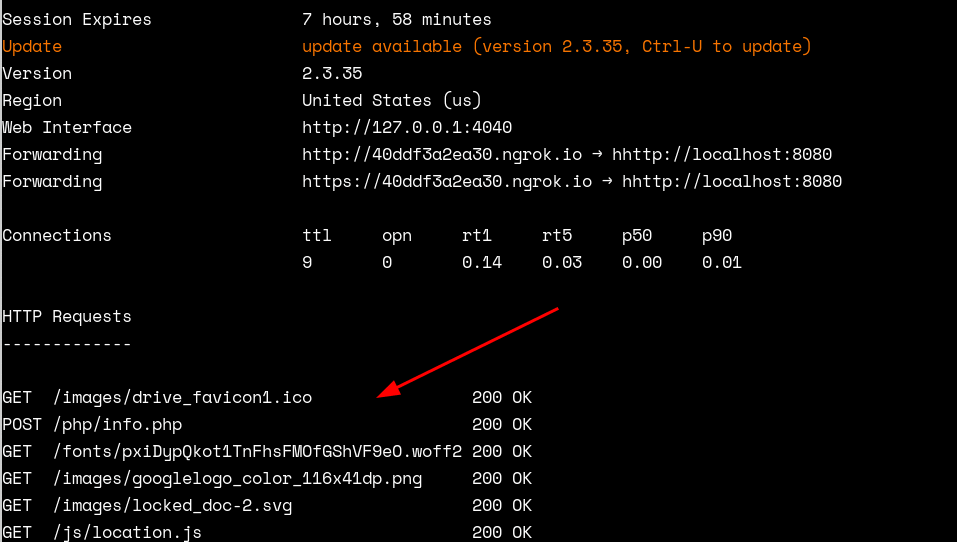 Session Expires 7 hours, 58 minutes
Update update available (version 2.3.35, Ctrl-U to update)
Version 2.3.35
Region United States (us)
Web Interface http://127.0.0.1:4040
Forwarding http://40ddf3a2ea30.ngrok.io → hhttp://localhost:8080
Forwarding https://40ddf3a2ea30.ngrok.io → hhttp://localhost:8080
Connections ttl opn rt1 rt5 p50 p90
9 0 0.14 0.03 0.00 0.01
HTTP Requests
-------------
GET /images/drive_favicon1.ico 200 OK
POST /php/info.php 200 OK
GET /fonts/pxiDypQkot1TnFhsFMOfGShVF9eO.woff2 200 OK
GET /images/googlelogo_color_116x41dp.png 200 OK
GET /images/locked_doc-2.svg 200 OK
GET /js/location.js 200 OK